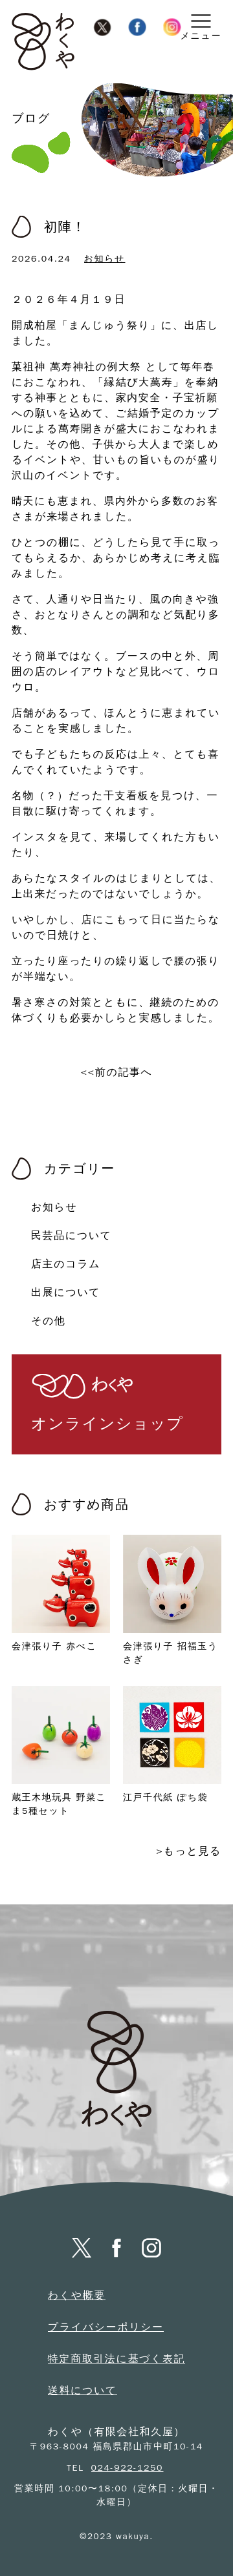 わくや
メニュー
ブログ
初陣！
2026.04.24 お知らせ
２０２６年４月１９日
開成柏屋「まんじゅう祭り」に、出店し
ました。
菓祖神 萬寿神社の例大祭 として毎年春
におこなわれ、「縁結び大萬寿」を奉納
する神事とともに、家内安全・子宝祈願
への願いを込めて、ご結婚予定のカップ
ルによる萬寿開きが盛大におこなわれま
した。その他、子供から大人まで楽しめ
るイベントや、甘いもの旨いものが盛り
沢山のイベントです。
晴天にも恵まれ、県内外から多数のお客
さまが来場されました。
ひとつの棚に、どうしたら見て手に取っ
てもらえるか、あらかじめ考えに考え臨
みました。
さて、人通りや日当たり、風の向きや強
さ、おとなりさんとの調和など気配り多
数、
そう簡単ではなく。ブースの中と外、周
囲の店のレイアウトなど見比べて、ウロ
ウロ。
店舗があるって、ほんとうに恵まれてい
ることを実感しました。
でも子どもたちの反応は上々、とても喜
んでくれていたようです。
名物（？）だった干支看板を見つけ、一
目散に駆け寄ってくれます。
インスタを見て、来場してくれた方もい
たり、
あらたなスタイルのはじまりとしては、
上出来だったのではないでしょうか。
いやしかし、店にこもって日に当たらな
いので日焼けと、
立ったり座ったりの繰り返しで腰の張り
が半端ない。
暑さ寒さの対策とともに、継続のための
体づくりも必要かしらと実感しました。
<<前の記事へ
カテゴリー
お知らせ
民芸品について
店主のコラム
出展について
その他
わくや
オンラインショップ
おすすめ商品
会津張り子 赤べこ
会津張り子 招福玉う
さぎ
蔵王木地玩具 野菜こ
ま5種セット
江戸千代紙 ぽち袋
>もっと見る
わくや
わくや概要
プライバシーポリシー
特定商取引法に基づく表記
送料について
わくや（有限会社和久屋）
〒963-8004 福島県郡山市中町10-14
TEL 024-922-1250
営業時間 10:00〜18:00（定休日：火曜日・
水曜日）
©2023 wakuya.